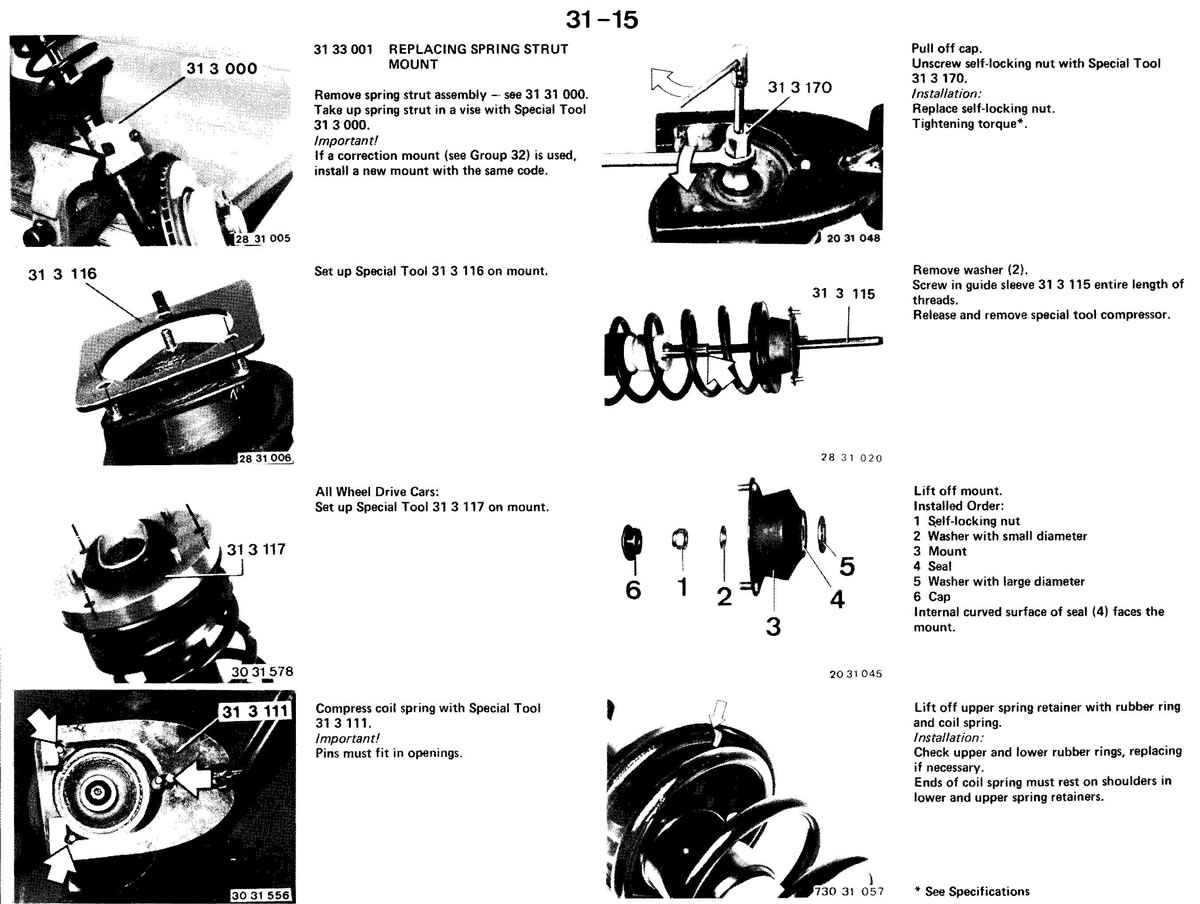 31-15
31 3 000
28 31 005
31 33 001 REPLACING SPRING STRUT
MOUNT
Remove spring strut assembly – see 31 31 000.
Take up spring strut in a vise with Special Tool
31 3 000.
Important!
If a correction mount (see Group 32) is used,
install a new mount with the same code.
31 3 116
28 31 006
Set up Special Tool 31 3 116 on mount.
31 3 117
30 31 578
All Wheel Drive Cars:
Set up Special Tool 31 3 117 on mount.
31 3 111
30 31 556
Compress coil spring with Special Tool
31 3 111.
Important!
Pins must fit in openings.
31 3 170
20 31 048
Pull off cap.
Unscrew self-locking nut with Special Tool
31 3 170.
Installation:
Replace self-locking nut.
Tightening torque*.
31 3 115
28 31 020
Remove washer (2).
Screw in guide sleeve 31 3 115 entire length of
threads.
Release and remove special tool compressor.
6
1
2
3
4
5
20 31 045
Lift off mount.
Installed Order:
1 Self-locking nut
2 Washer with small diameter
3 Mount
4 Seal
5 Washer with large diameter
6 Cap
Internal curved surface of seal (4) faces the
mount.
730 31 057
Lift off upper spring retainer with rubber ring
and coil spring.
Installation:
Check upper and lower rubber rings, replacing
if necessary.
Ends of coil spring must rest on shoulders in
lower and upper spring retainers.
* See Specifications